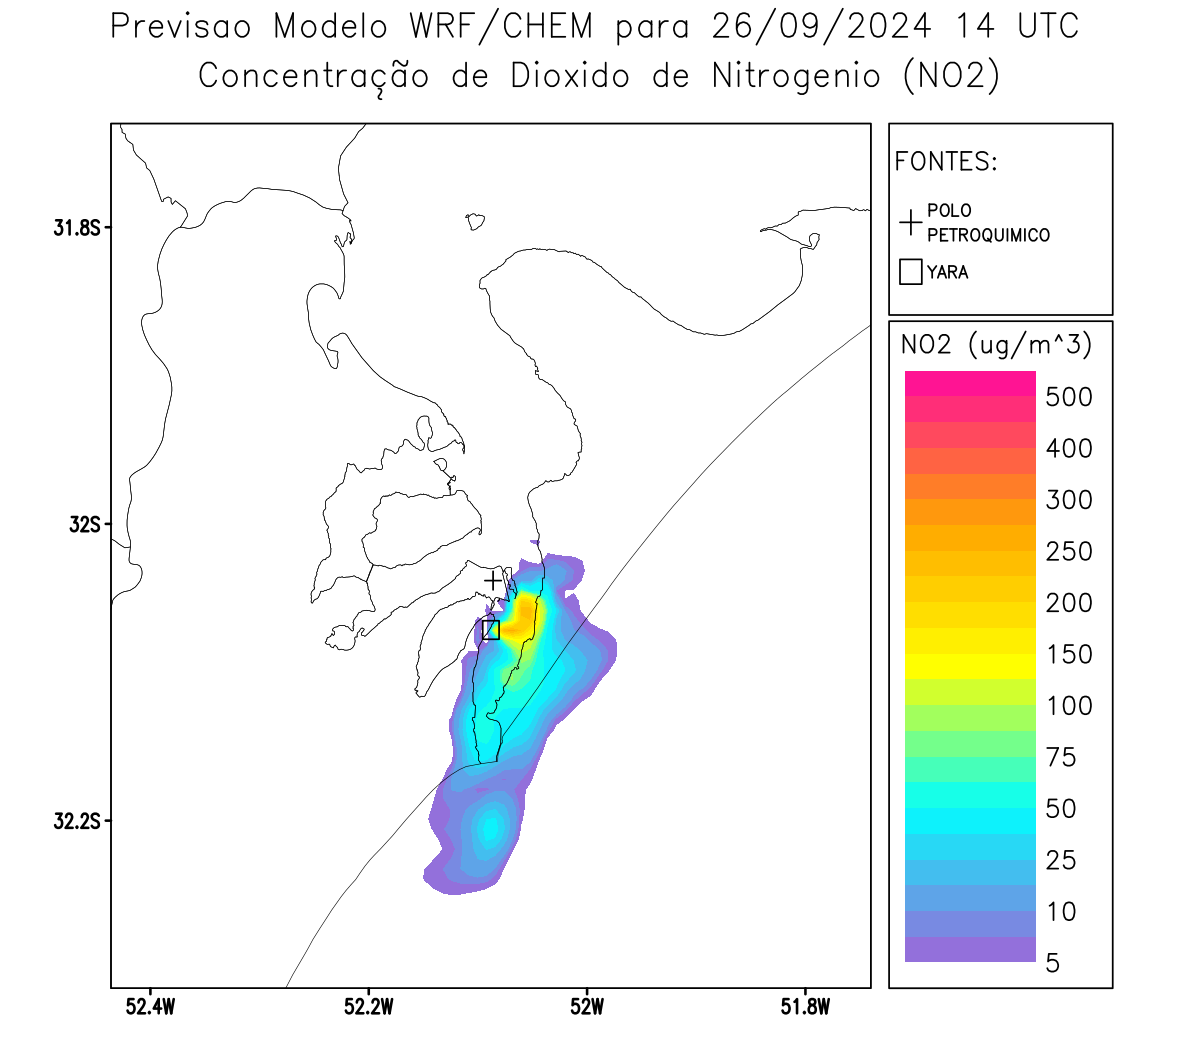 Previsao Modelo WRF/CHEM para 26/09/2024 14 UTC
Concentração de Dioxido de Nitrogenio (NO2)
FONTES:
POLO
PETROQUIMICO
YARA
NO2 (ug/m^3)
500
400
300
250
200
150
100
75
50
25
10
5
31.8S
32S
32.2S
52.4W
52.2W
52W
51.8W